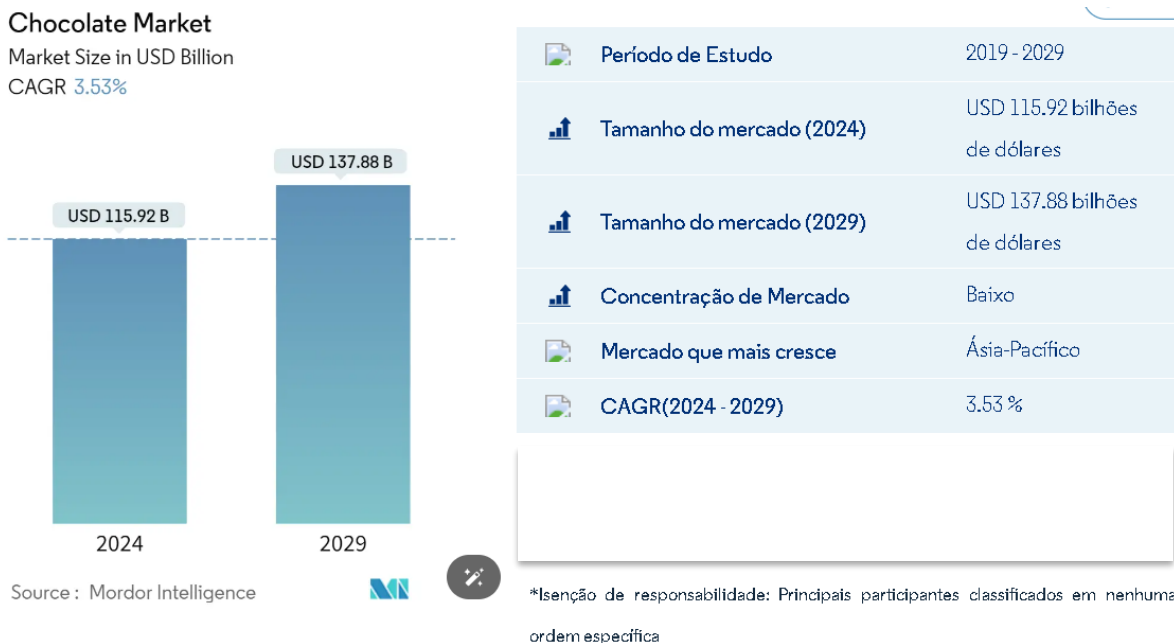 Chocolate Market
Market Size in USD Billion
CAGR 3.53%
USD 137.88 B
USD 115.92 B
2024
2029
Source : Mordor Intelligence
Período de Estudo
2019 - 2029
Tamanho do mercado (2024)
USD 115.92 bilhões
de dólares
Tamanho do mercado (2029)
USD 137.88 bilhões
de dólares
Concentração de Mercado
Baixo
Mercado que mais cresce
Ásia-Pacífico
CAGR(2024 - 2029)
3.53 %
*Isenção de responsabilidade: Principais participantes classificados em nenhuma
ordem específica